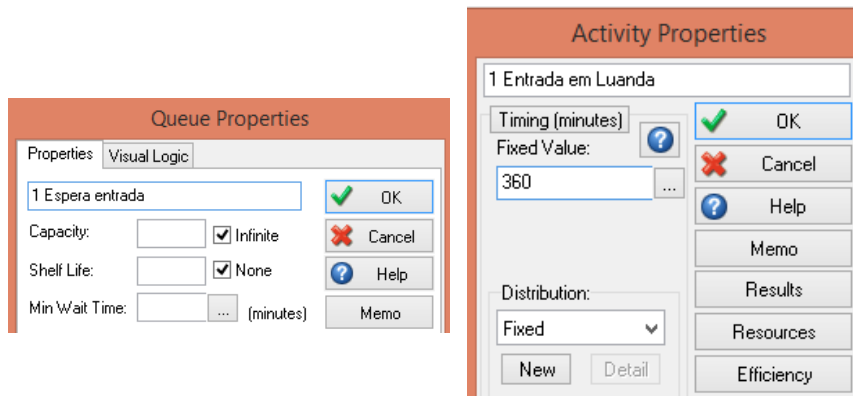 Queue Properties
Properties Visual Logic
1 Espera entrada
OK
Capacity: Infinite
Cancel
Shelf Life: None
Help
Min Wait Time: ... (minutes)
Memo
Activity Properties
1 Entrada em Luanda
Timing (minutes)
OK
Fixed Value:
Cancel
360 ...
Help
Memo
Distribution:
Results
Fixed
Resources
New Detail
Efficiency